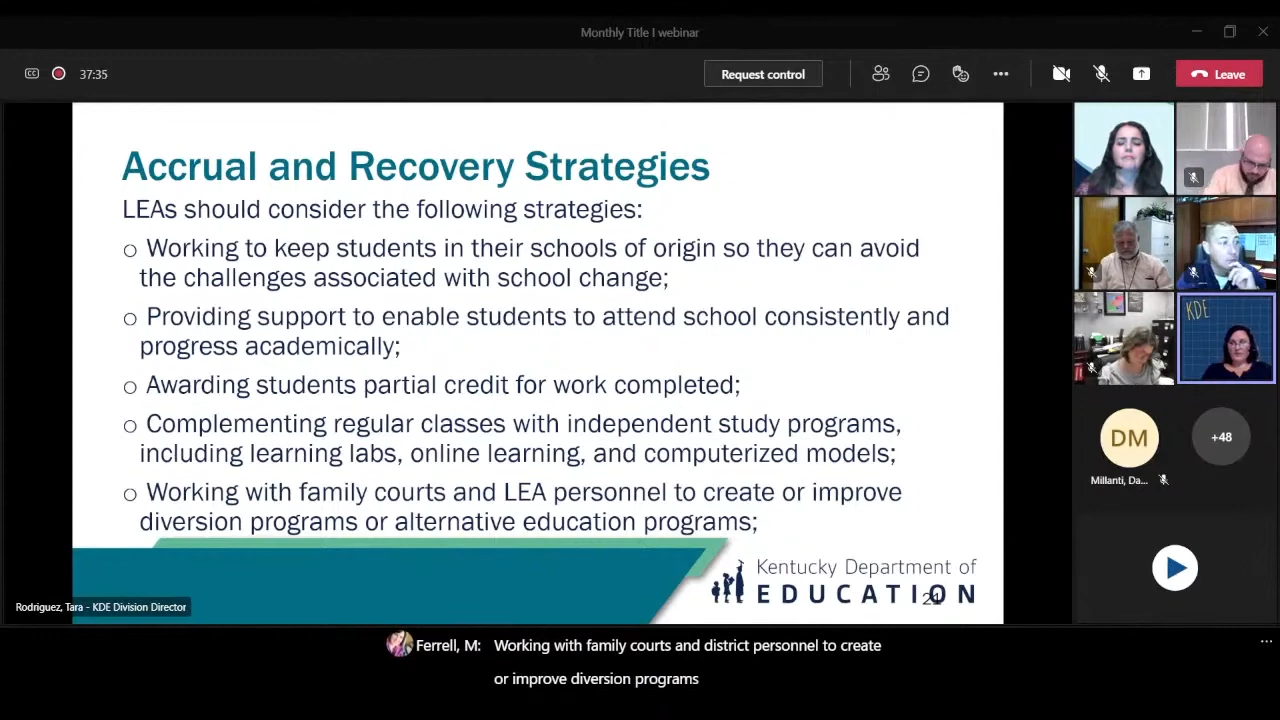 Monthly Title I webinar
37:35
Request control
Leave
Accrual and Recovery Strategies
LEAs should consider the following strategies:
○ Working to keep students in their schools of origin so they can avoid
the challenges associated with school change;
○ Providing support to enable students to attend school consistently and
progress academically;
○ Awarding students partial credit for work completed;
○ Complementing regular classes with independent study programs,
including learning labs, online learning, and computerized models;
○ Working with family courts and LEA personnel to create or improve
diversion programs or alternative education programs;
Kentucky Department of
EDUCATION
21
KDE
DM
+48
Millanti, Da...
Rodriguez, Tara - KDE Division Director
Ferrell, M: Working with family courts and district personnel to create
or improve diversion programs